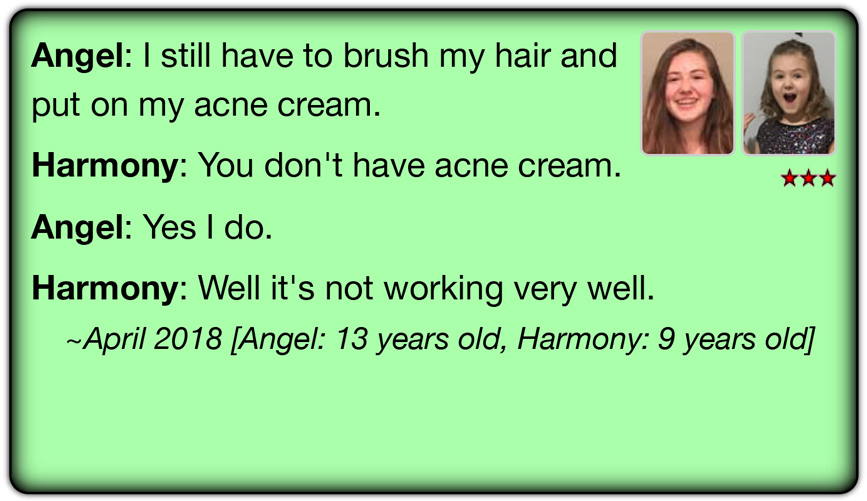 Angel: I still have to brush my hair and
put on my acne cream.
Harmony: You don't have acne cream.
Angel: Yes I do.
Harmony: Well it's not working very well.
~April 2018 [Angel: 13 years old, Harmony: 9 years old]